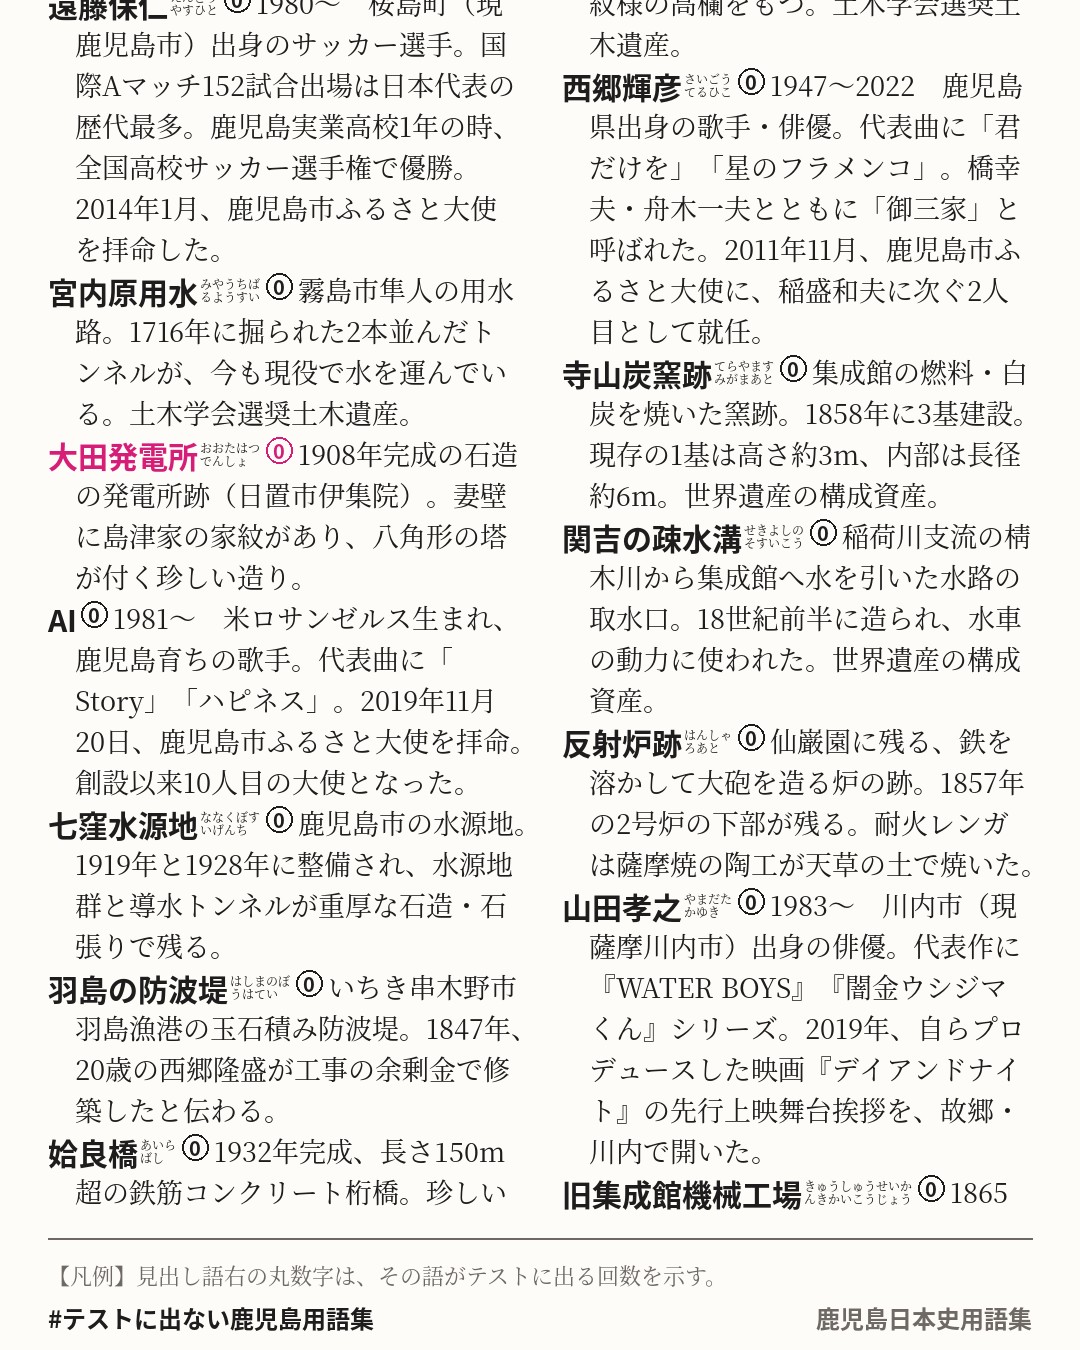 遠藤保仁 やすひと ⓪ 1980〜　桜島町（現
鹿児島市）出身のサッカー選手。国
際Aマッチ152試合出場は日本代表の
歴代最多。鹿児島実業高校1年の時、
全国高校サッカー選手権で優勝。
2014年1月、鹿児島市ふるさと大使
を拝命した。
宮内原用水 みやうちばるようすい ⓪ 霧島市隼人の用水
路。1716年に掘られた2本並んだト
ンネルが、今も現役で水を運んでい
る。土木学会選奨土木遺産。
大田発電所 おおたはつでんしょ ⓪ 1908年完成の石造
の発電所跡（日置市伊集院）。妻壁
に島津家の家紋があり、八角形の塔
が付く珍しい造り。
AI ⓪ 1981〜　米ロサンゼルス生まれ、
鹿児島育ちの歌手。代表曲に「
Story」「ハピネス」。2019年11月
20日、鹿児島市ふるさと大使を拝命。
創設以来10人目の大使となった。
七窪水源地 ななくぼすいげんち ⓪ 鹿児島市の水源地。
1919年と1928年に整備され、水源地
群と導水トンネルが重厚な石造・石
張りで残る。
羽島の防波堤 はしまのぼうはてい ⓪ いちき串木野市
羽島漁港の玉石積み防波堤。1847年、
20歳の西郷隆盛が工事の余剰金で修
築したと伝わる。
姶良橋 あいらばし ⓪ 1932年完成、長さ150m
超の鉄筋コンクリート桁橋。珍しい
紋様の高欄をもつ。土木学会選奨土
木遺産。
西郷輝彦 さいごうてるひこ ⓪ 1947〜2022　鹿児島
県出身の歌手・俳優。代表曲に「君
だけを」「星のフラメンコ」。橋幸
夫・舟木一夫とともに「御三家」と
呼ばれた。2011年11月、鹿児島市ふ
るさと大使に、稲盛和夫に次ぐ2人
目として就任。
寺山炭窯跡 てらやますみがまあと ⓪ 集成館の燃料・白
炭を焼いた窯跡。1858年に3基建設。
現存の1基は高さ約3m、内部は長径
約6m。世界遺産の構成資産。
関吉の疎水溝 せきよしのそすいこう ⓪ 稲荷川支流の棈
木川から集成館へ水を引いた水路の
取水口。18世紀前半に造られ、水車
の動力に使われた。世界遺産の構成
資産。
反射炉跡 はんしゃろあと ⓪ 仙巌園に残る、鉄を
溶かして大砲を造る炉の跡。1857年
の2号炉の下部が残る。耐火レンガ
は薩摩焼の陶工が天草の土で焼いた。
山田孝之 やまだたかゆき ⓪ 1983〜　川内市（現
薩摩川内市）出身の俳優。代表作に
『WATER BOYS』『闇金ウシジマ
くん』シリーズ。2019年、自らプロ
デュースした映画『デイアンドナイ
ト』の先行上映舞台挨拶を、故郷・
川内で開いた。
旧集成館機械工場 きゅうしゅうせいかんきかいこうじょう ⓪ 1865
【凡例】見出し語右の丸数字は、その語がテストに出る回数を示す。
#テストに出ない鹿児島用語集
鹿児島日本史用語集